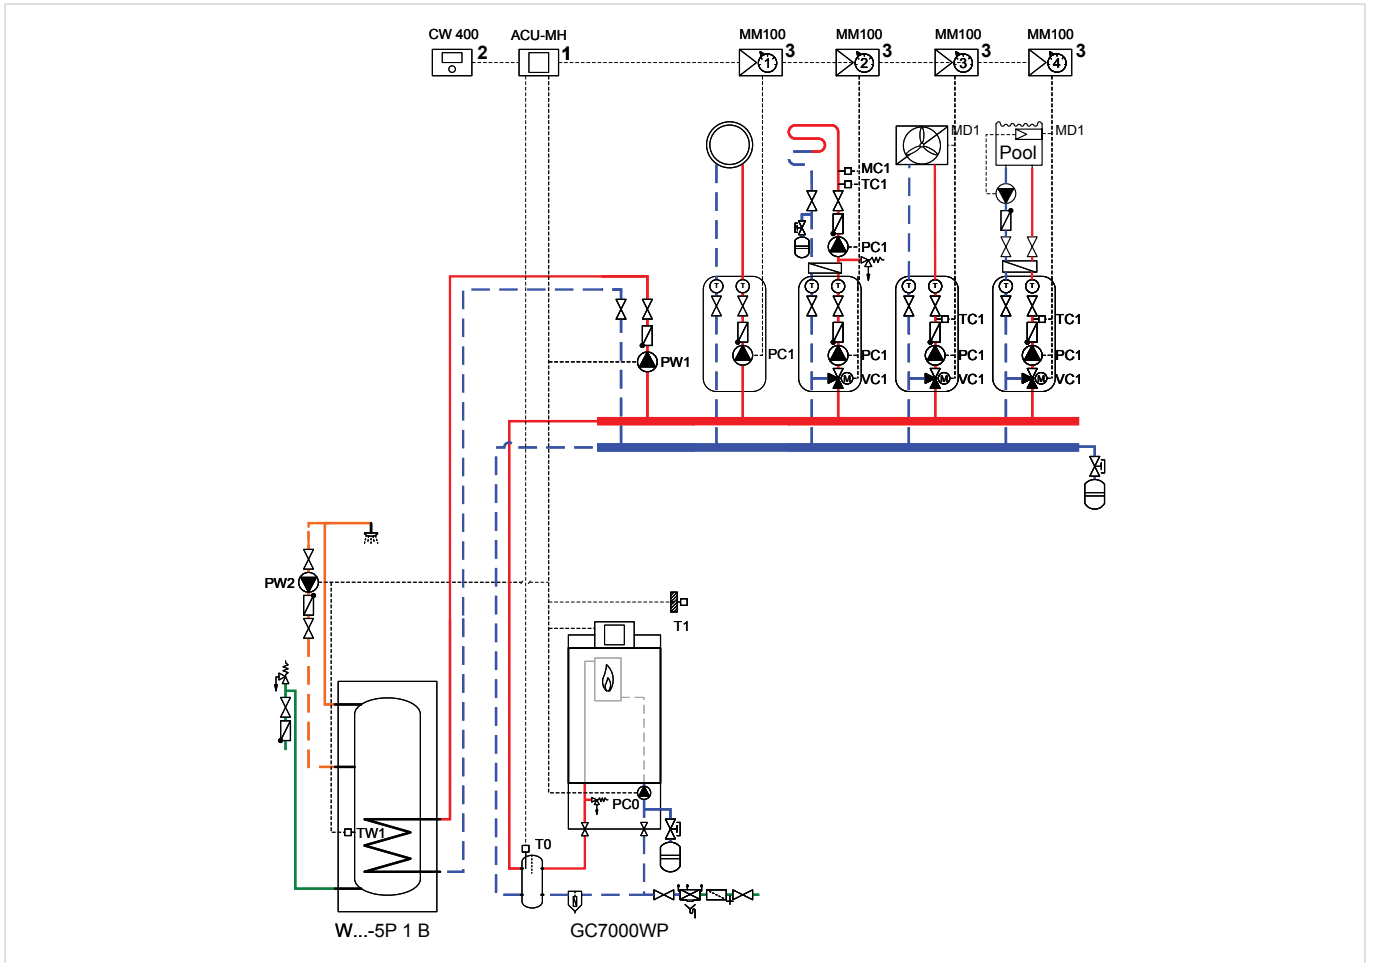 CW 400 ACU-MH MM100 MM100 MM100 MM100
2 1 3 3 3 3
1 2 3 4
MD1 MD1
Pool
MC1
TC1
PC1
T T T T T T T T
TC1 TC1
PW1 PC1 PC1 PC1 PC1
M VC1 M VC1 M VC1
PW2
T1
PC0
TW1
T0
W...-5P 1 B GC7000WP